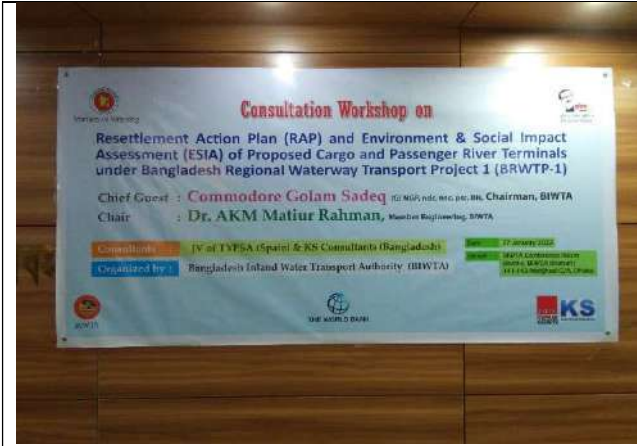 Consultation Workshop on
Resettlement Action Plan (RAP) and Environment & Social Impact
Assessment (ESIA) of Proposed Cargo and Passenger River Terminals
under Bangladesh Regional Waterway Transport Project 1 (BRWTP-1)
Chief Guest : Commodore Golam Sadeq Chairman, BIWTA
Chair : Dr. AKM Matiur Rahman, Member Engineering, BIWTA
Consultants : JV of TYPSA (Spain) & KS Consultants (Bangladesh)
Organized by : Bangladesh Inland Water Transport Authority (BIWTA)
BIWTA
THE WORLD BANK
KS